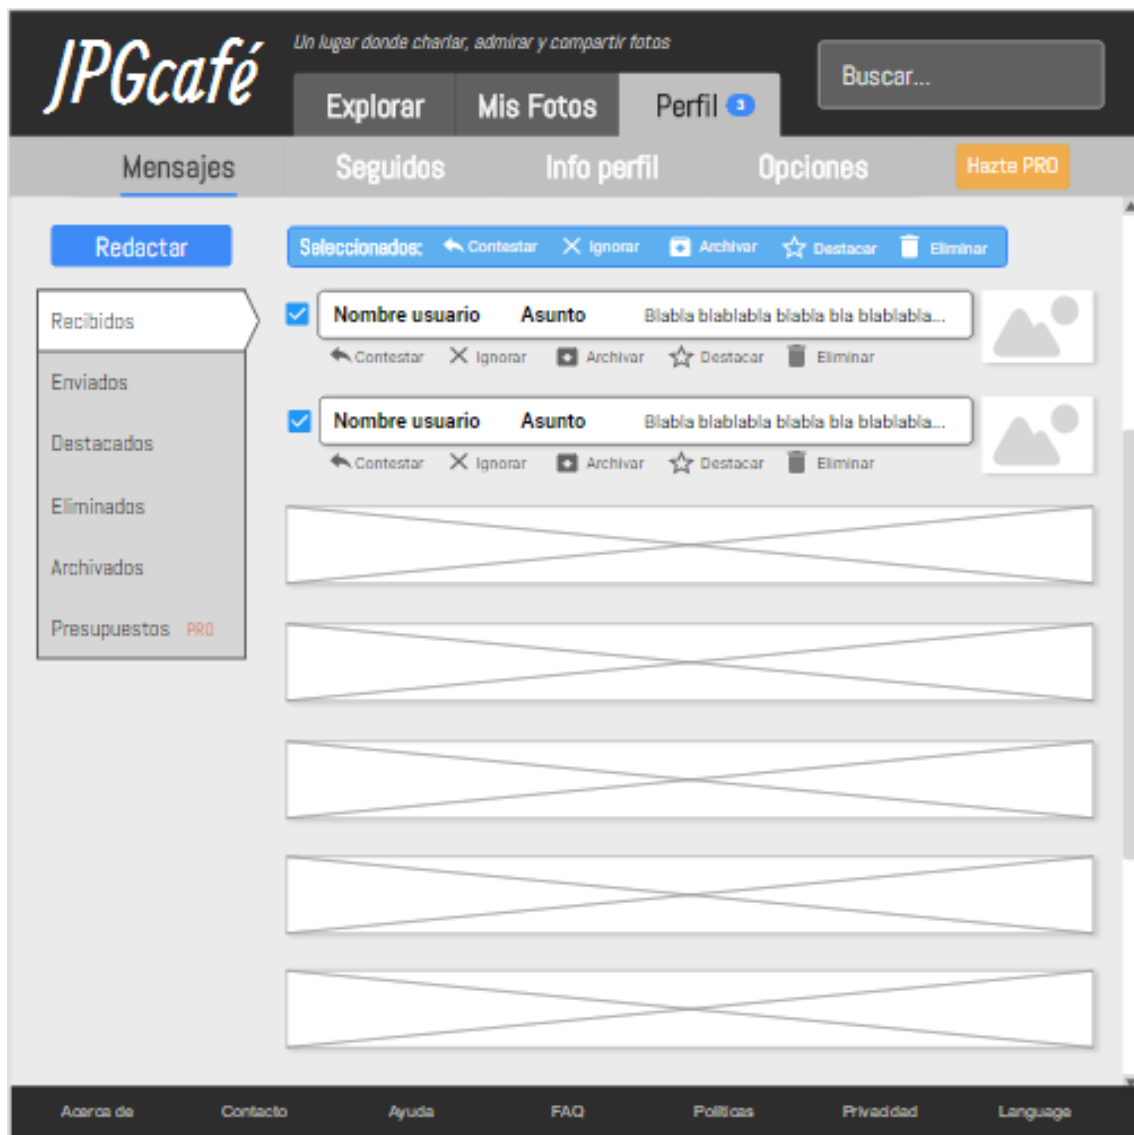 JPGcafé
Un lugar donde charlar, admirar y compartir fotos
Explorar Mis Fotos Perfil 3
Buscar...
Mensajes Seguidos Info perfil Opciones Hazte PRO
Redactar
Seleccionados: Contestar Ignorar Archivar Destacar Eliminar
Recibidos
Enviados
Destacados
Eliminados
Archivados
Presupuestos PRO
Nombre usuario Asunto Blabla blablabla blabla bla blablabla...
Contestar Ignorar Archivar Destacar Eliminar
Nombre usuario Asunto Blabla blablabla blabla bla blablabla...
Contestar Ignorar Archivar Destacar Eliminar
Acerca de Contacto Ayuda FAQ Políticas Privacidad Language